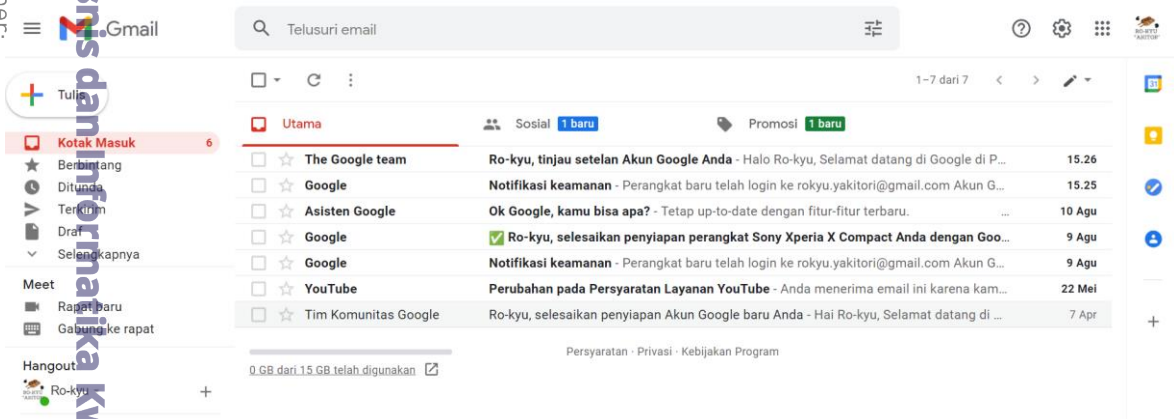 Gmail
Telusuri email
Tulis
1–7 dari 7
Utama
Sosial 1 baru
Promosi 1 baru
Kotak Masuk 6
Berbintang
Ditunda
Terkirim
Draf
Selengkapnya
Meet
Rapat baru
Gabung ke rapat
Hangout
Ro-kyu
The Google team Ro-kyu, tinjau setelan Akun Google Anda - Halo Ro-kyu, Selamat datang di Google di P... 15.26
Google Notifikasi keamanan - Perangkat baru telah login ke rokyu.yakitori@gmail.com Akun G... 15.25
Asisten Google Ok Google, kamu bisa apa? - Tetap up-to-date dengan fitur-fitur terbaru. ... 10 Agu
Google ✅ Ro-kyu, selesaikan penyiapan perangkat Sony Xperia X Compact Anda dengan Goo... 9 Agu
Google Notifikasi keamanan - Perangkat baru telah login ke rokyu.yakitori@gmail.com Akun G... 9 Agu
YouTube Perubahan pada Persyaratan Layanan YouTube - Anda menerima email ini karena kam... 22 Mei
Tim Komunitas Google Ro-kyu, selesaikan penyiapan Akun Google baru Anda - Hai Ro-kyu, Selamat datang di ... 7 Apr
0 GB dari 15 GB telah digunakan
Persyaratan · Privasi · Kebijakan Program
31
dan Informatika